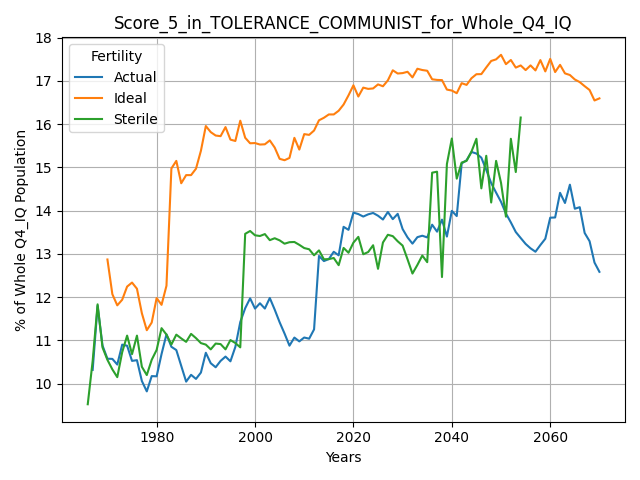 Score_5_in_TOLERANCE_COMMUNIST_for_Whole_Q4_IQ
Fertility
Actual
Ideal
Sterile
% of Whole Q4_IQ Population
18
17
16
15
14
13
12
11
10
1980
2000
2020
2040
2060
Years